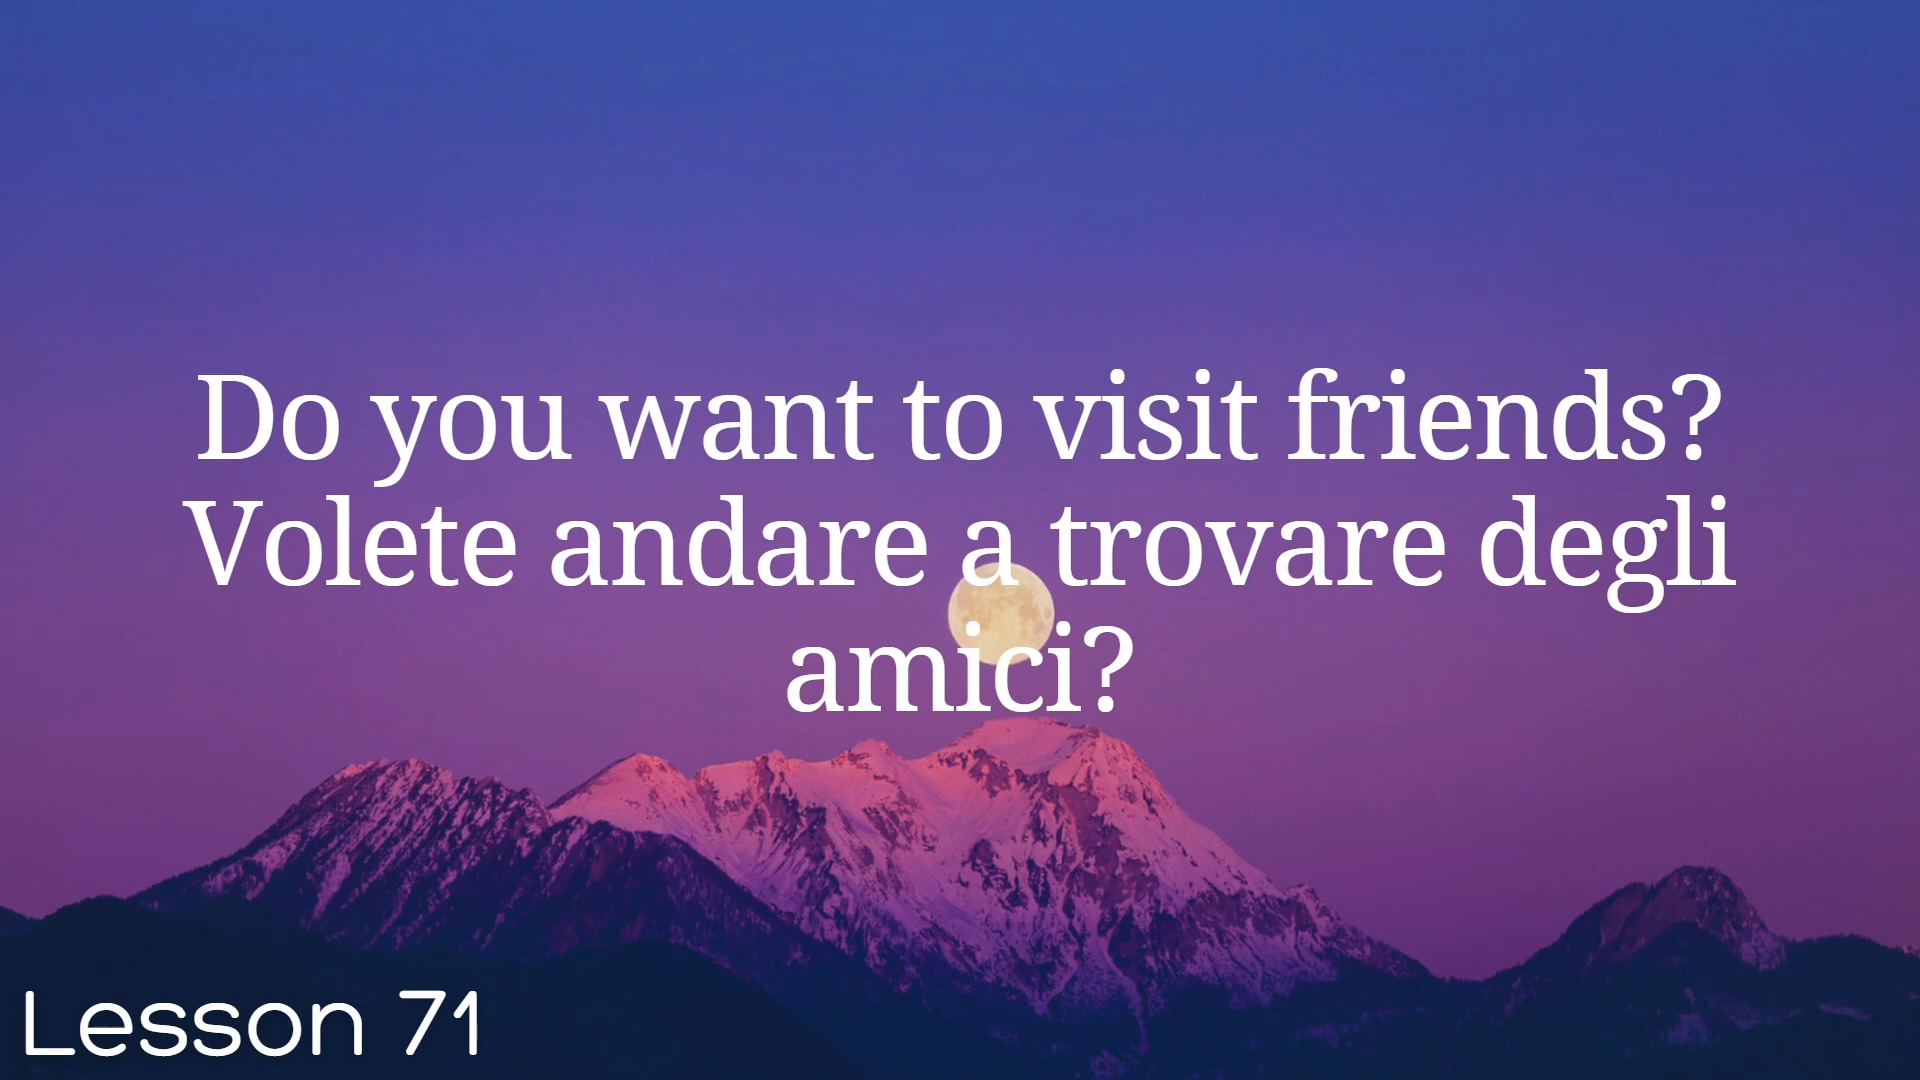 Do you want to visit friends?
Volete andare a trovare degli
amici?
Lesson 71